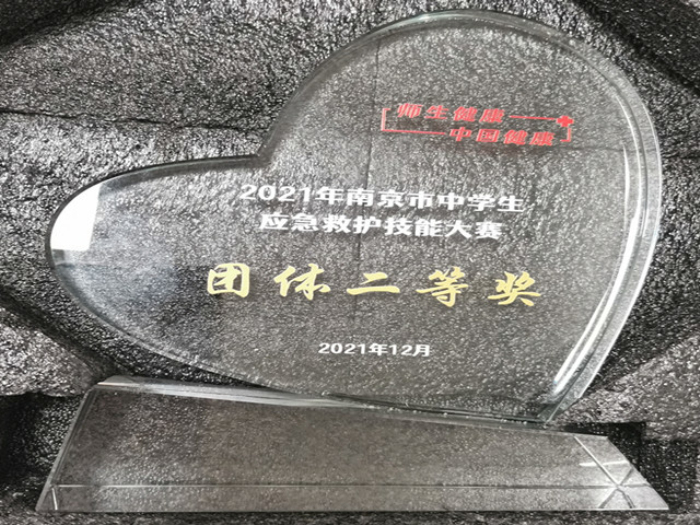 师生健康
中国健康
2021年南京市中学生
应急救护技能大赛
团体二等奖
2021年12月